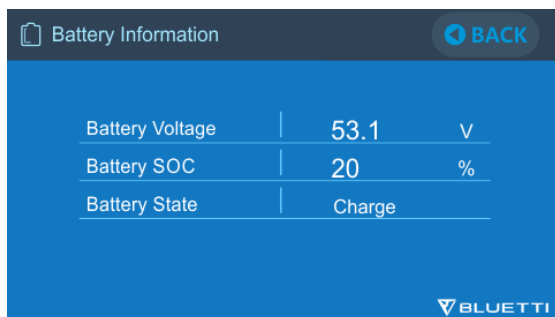 Battery Information
BACK
Battery Voltage 53.1 V
Battery SOC 20 %
Battery State Charge
BLUETTI